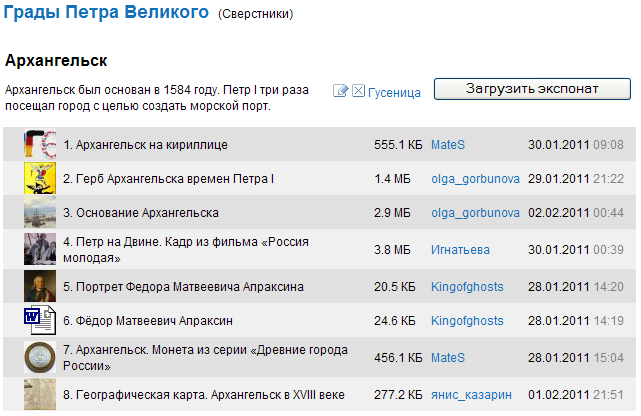 Грады Петра Великого (Сверстники)
Архангельск
Архангельск был основан в 1584 году. Петр I три раза
посещал город с целью создать морской порт.
Гусеница
Загрузить экспонат
1. Архангельск на кириллице 555.1 КБ MateS 30.01.2011 09:08
2. Герб Архангельска времен Петра I 1.4 МБ olga_gorbunova 29.01.2011 21:22
3. Основание Архангельска 2.9 МБ olga_gorbunova 02.02.2011 00:44
4. Петр на Двине. Кадр из фильма «Россия
молодая» 3.8 МБ Игнатьева 30.01.2011 00:39
5. Портрет Федора Матвеевича Апраксина 20.5 КБ Kingofghosts 28.01.2011 14:20
6. Фёдор Матвеевич Апраксин 24.6 КБ Kingofghosts 28.01.2011 14:19
7. Архангельск. Монета из серии «Древние города
России» 456.1 КБ MateS 28.01.2011 15:04
8. Географическая карта. Архангельск в XVIII веке 277.2 КБ янис_казарин 01.02.2011 21:51